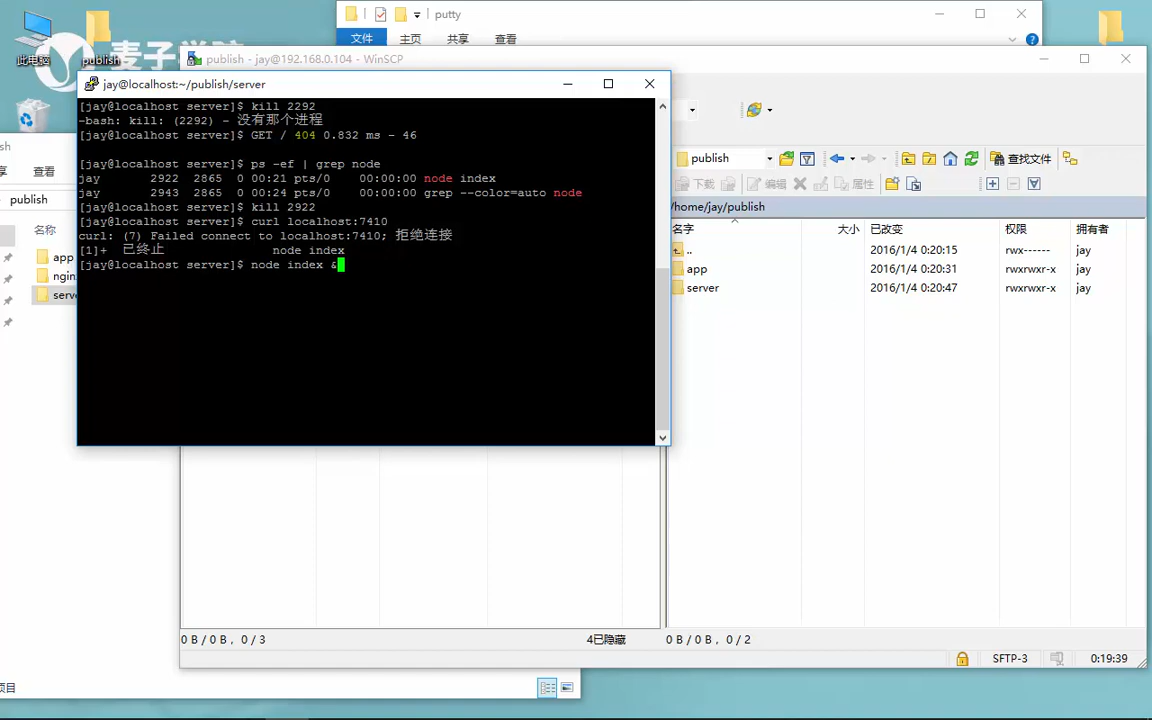 putty
文件 主页 共享 查看
此电脑
publish
麦子学院
publish - jay@192.168.0.104 - WinSCP
jay@localhost:~/publish/server
[jay@localhost server]$ kill 2292
-bash: kill: (2292) - 没有那个进程
[jay@localhost server]$ GET / 404 0.832 ms - 46
[jay@localhost server]$ ps -ef | grep node
jay 2922 2865 0 00:21 pts/0 00:00:00 node index
jay 2943 2865 0 00:24 pts/0 00:00:00 grep --color=auto node
[jay@localhost server]$ kill 2922
[jay@localhost server]$ curl localhost:7410
curl: (7) Failed connect to localhost:7410; 拒绝连接
[1]+ 已终止 node index
[jay@localhost server]$ node index &
sh
享 查看
publish
名称
app
ngin
serve
项目
publish
查找文件
下载 编辑 属性
/home/jay/publish
名字 大小 已改变 权限 拥有者
.. 2016/1/4 0:20:15 rwx------ jay
app 2016/1/4 0:20:31 rwxrwxr-x jay
server 2016/1/4 0:20:47 rwxrwxr-x jay
0 B / 0 B， 0 / 3 4已隐藏 0 B / 0 B， 0 / 2
SFTP-3 0:19:39